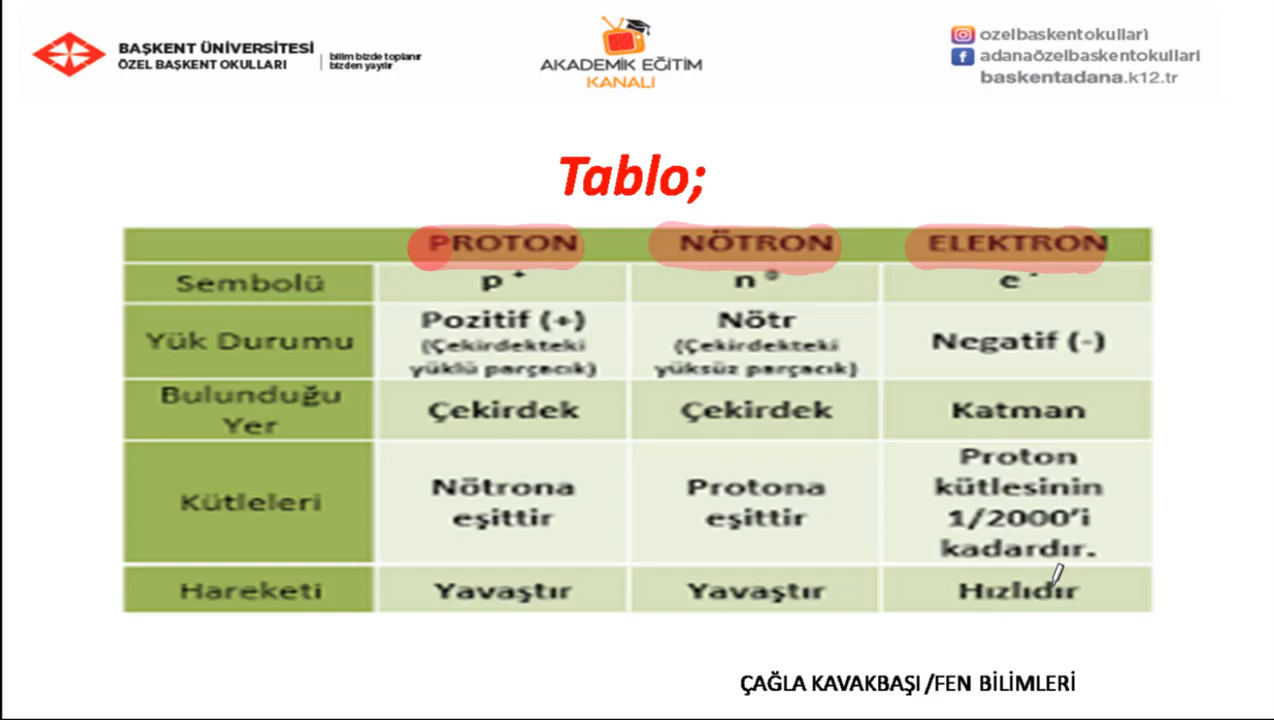 BAŞKENT ÜNİVERSİTESİ
ÖZEL BAŞKENT OKULLARI
bilim bizde toplanır
bizden yayılır
AKADEMİK EĞİTİM
KANALI
ozelbaskentokullari
adanaözelbaskentokullari
baskentadana.k12.tr
Tablo;
PROTON NÖTRON ELEKTRON
Sembolü p + n 0 e -
Yük Durumu Pozitif (+) (Çekirdekteki yüklü parçacık) Nötr (Çekirdekteki yüksüz parçacık) Negatif (-)
Bulunduğu Yer Çekirdek Çekirdek Katman
Kütleleri Nötrona eşittir Protona eşittir Proton kütlesinin 1/2000'i kadardır.
Hareketi Yavaştır Yavaştır Hızlıdır
ÇAĞLA KAVAKBAŞI /FEN BİLİMLERİ